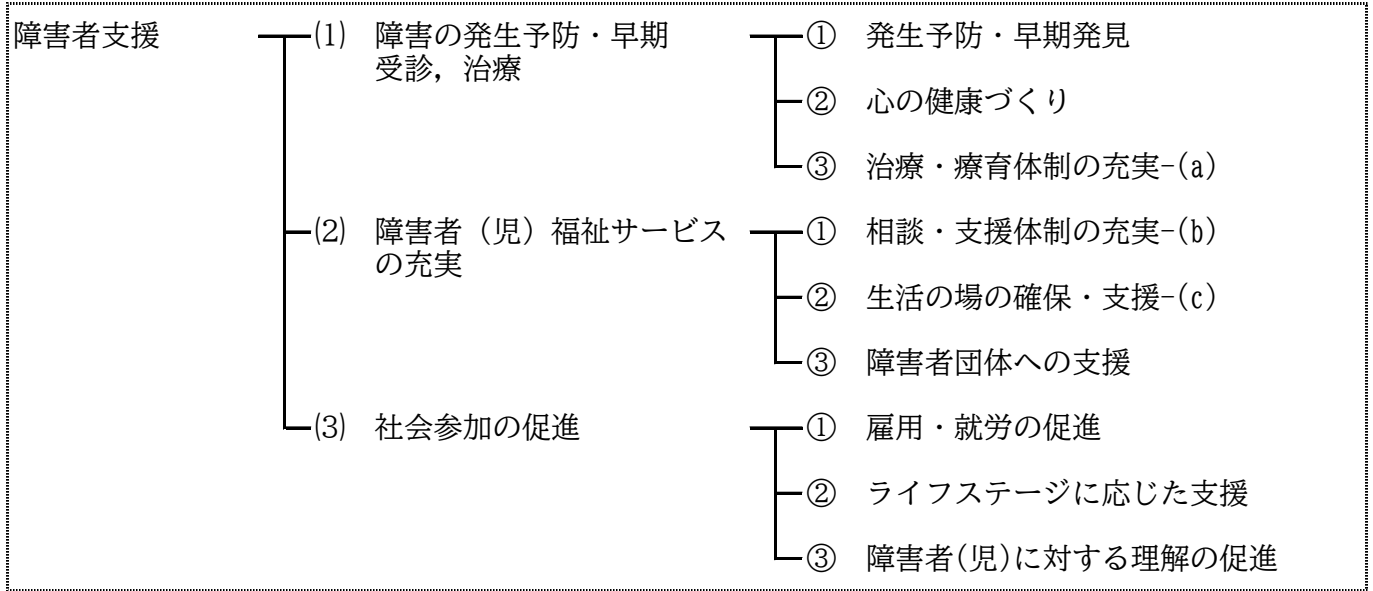 障害者支援 ⑴ 障害の発生予防・早期 ① 発生予防・早期発見
受診，治療
② 心の健康づくり
③ 治療・療育体制の充実-(a)
⑵ 障害者（児）福祉サービス ① 相談・支援体制の充実-(b)
の充実
② 生活の場の確保・支援-(c)
③ 障害者団体への支援
⑶ 社会参加の促進 ① 雇用・就労の促進
② ライフステージに応じた支援
③ 障害者(児)に対する理解の促進